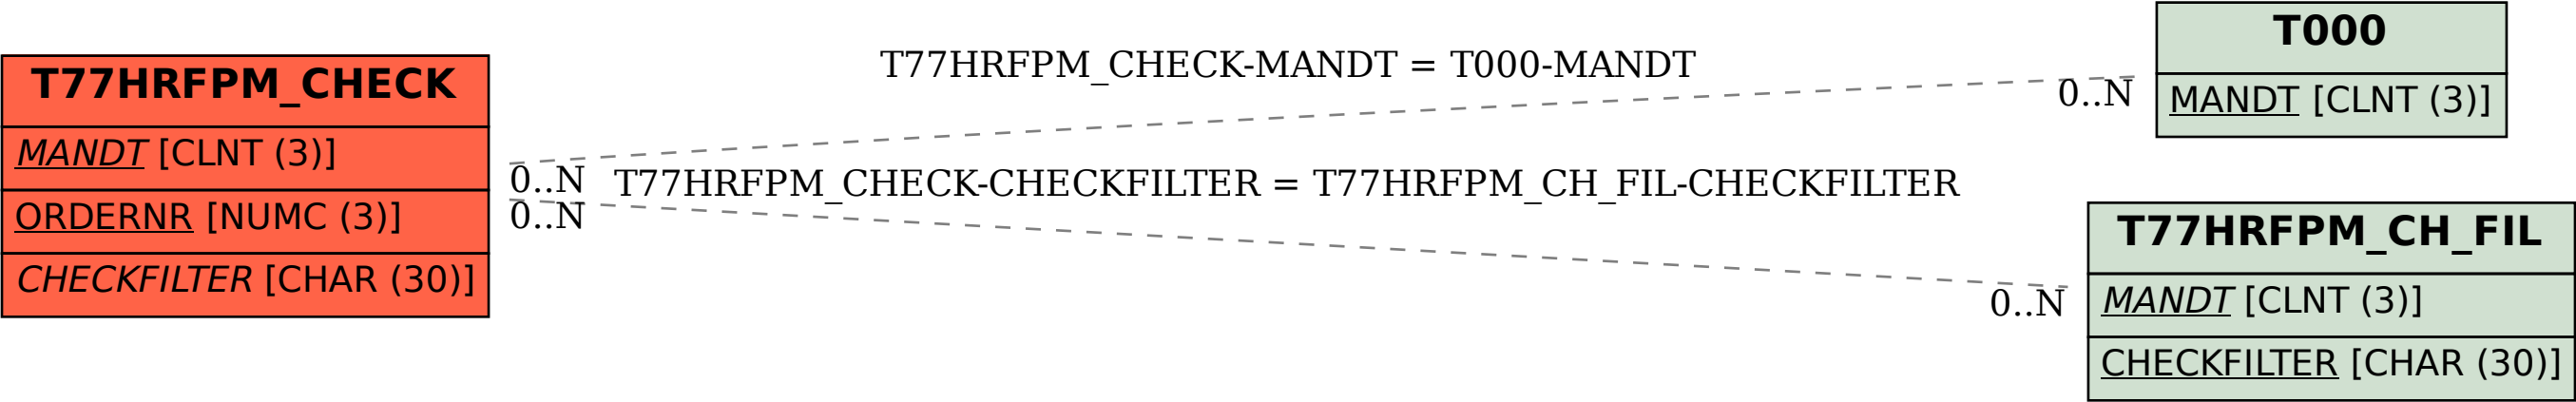 T77HRFPM_CHECK
MANDT [CLNT (3)]
ORDERNR [NUMC (3)]
CHECKFILTER [CHAR (30)]
T77HRFPM_CHECK-MANDT = T000-MANDT
0..N
0..N
T77HRFPM_CHECK-CHECKFILTER = T77HRFPM_CH_FIL-CHECKFILTER
0..N
0..N
T000
MANDT [CLNT (3)]
T77HRFPM_CH_FIL
MANDT [CLNT (3)]
CHECKFILTER [CHAR (30)]